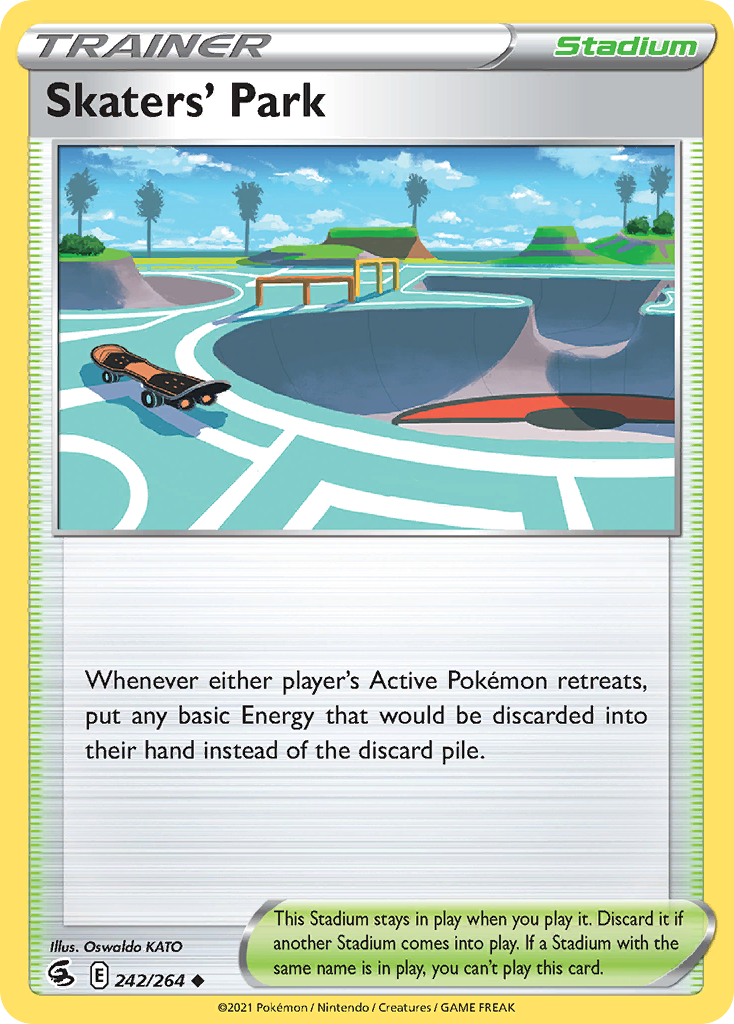 TRAINER Stadium
Skaters' Park
Whenever either player's Active Pokémon retreats,
put any basic Energy that would be discarded into
their hand instead of the discard pile.
This Stadium stays in play when you play it. Discard it if
another Stadium comes into play. If a Stadium with the
same name is in play, you can't play this card.
Illus. Oswaldo KATO
E 242/264
©2021 Pokémon / Nintendo / Creatures / GAME FREAK